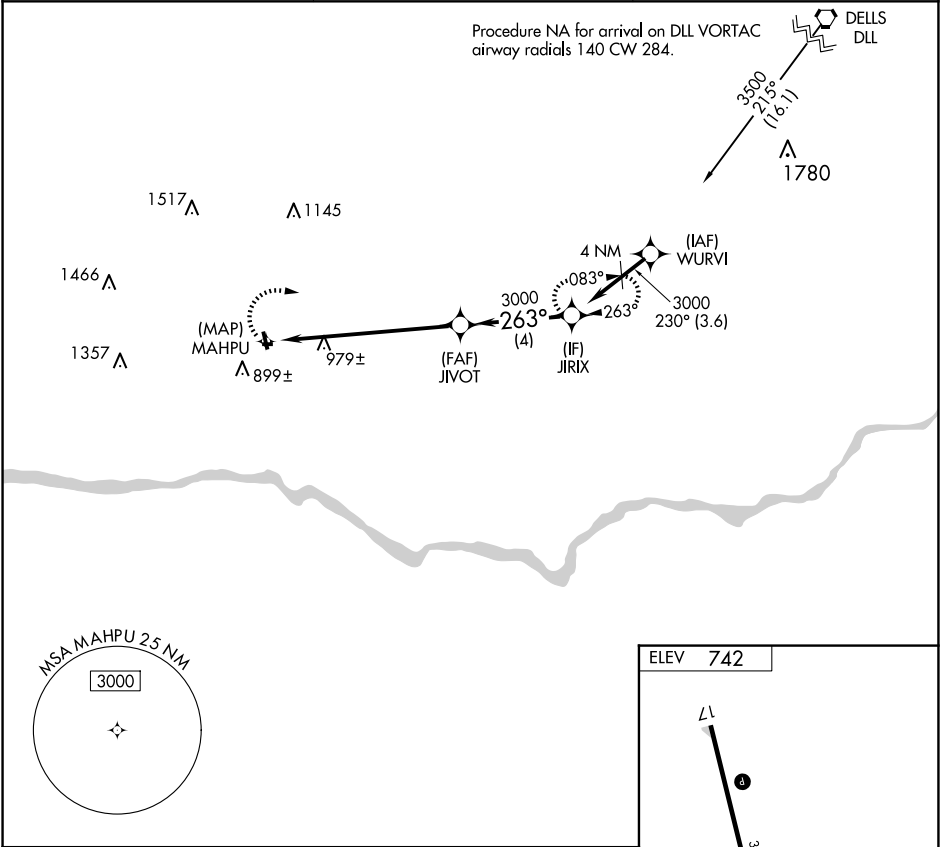 Procedure NA for arrival on DLL VORTAC
airway radials 140 CW 284.
DELLS
DLL
3500
215°
(16.1)
1780
1517
1145
4 NM
(IAF)
WURVI
1466
083°
3000
230° (3.6)
3000
263°
(4)
263°
(MAP)
MAHPU
1357
979±
899±
(FAF)
JIVOT
(IF)
JIRIX
MSA MAHPU 25 NM
3000
ELEV 742
17
P
3